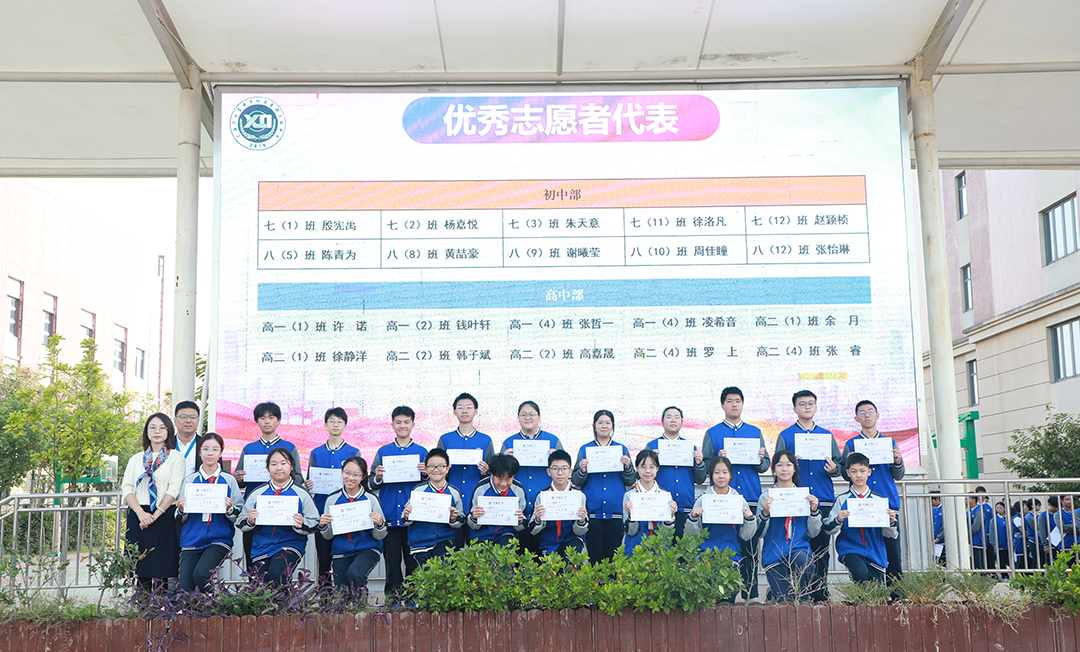 优秀志愿者代表
初中部
七（1）班 殷宪禹 七（2）班 杨嘉悦 七（3）班 朱天意 七（11）班 徐洛凡 七（12）班 赵颖桢
八（5）班 陈青为 八（8）班 黄喆豪 八（9）班 谢曦莹 八（10）班 周佳瞳 八（12）班 张怡琳
高中部
高一（1）班 许 诺 高一（2）班 钱叶轩 高一（4）班 张哲一 高一（4）班 凌希音 高二（1）班 余 月
高二（1）班 徐静洋 高二（2）班 韩子斌 高二（2）班 高嘉晟 高二（4）班 罗 上 高二（4）班 张 睿